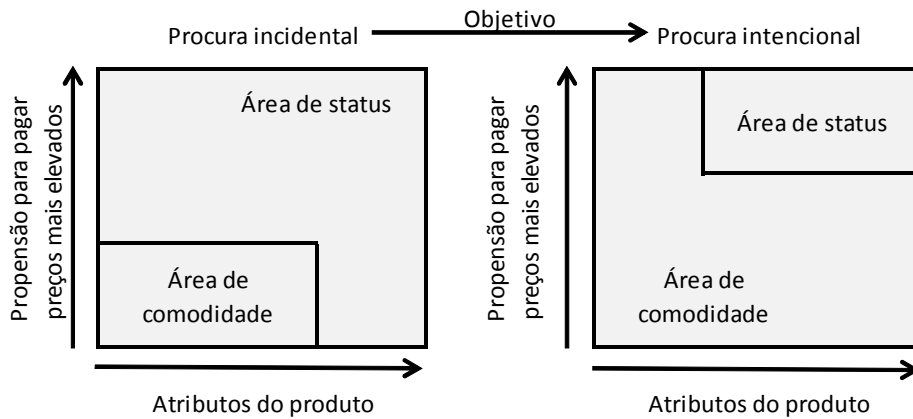 Objetivo
Procura incidental
Procura intencional
Propensão para pagar
preços mais elevados
Área de status
Área de
comodidade
Atributos do produto
Propensão para pagar
preços mais elevados
Área de status
Área de
comodidade
Atributos do produto